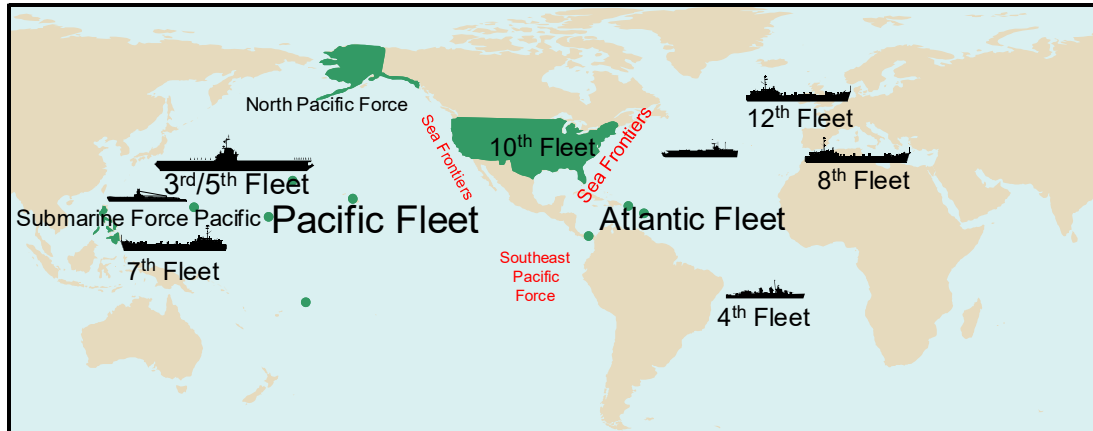 North Pacific Force
Sea Frontiers
10th Fleet
Sea Frontiers
12th Fleet
8th Fleet
3rd/5th Fleet
Submarine Force Pacific
Pacific Fleet
Atlantic Fleet
7th Fleet
Southeast
Pacific
Force
4th Fleet